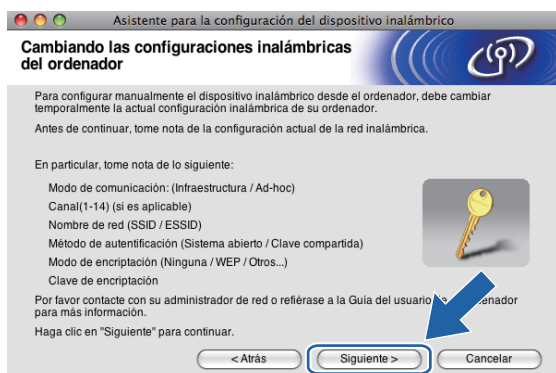 Asistente para la configuración del dispositivo inalámbrico
Cambiando las configuraciones inalámbricas
del ordenador
Para configurar manualmente el dispositivo inalámbrico desde el ordenador, debe cambiar
temporalmente la actual configuración inalámbrica de su ordenador.
Antes de continuar, tome nota de la configuración actual de la red inalámbrica.
En particular, tome nota de lo siguiente:
Modo de comunicación: (Infraestructura / Ad-hoc)
Canal(1-14) (si es aplicable)
Nombre de red (SSID / ESSID)
Método de autentificación (Sistema abierto / Clave compartida)
Modo de encriptación (Ninguna / WEP / Otros...)
Clave de encriptación
Por favor contacte con su administrador de red o refiérase a la Guía del usuario
para más información.
Haga clic en "Siguiente" para continuar.
< Atrás
Siguiente >
Cancelar